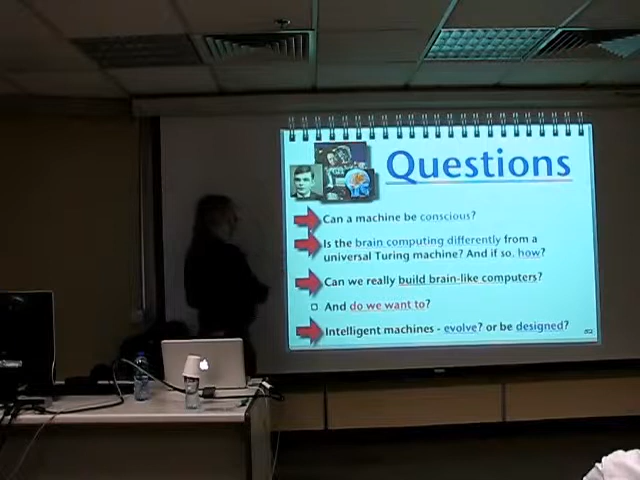 Questions
Can a machine be conscious?
Is the brain computing differently from a
universal Turing machine? And if so, how?
Can we really build brain-like computers?
And do we want to?
Intelligent machines - evolve? or be designed?